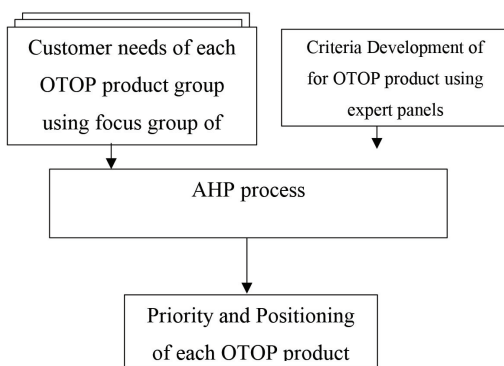 Customer needs of each
OTOP product group
using focus group of
Criteria Development of
for OTOP product using
expert panels
AHP process
Priority and Positioning
of each OTOP product